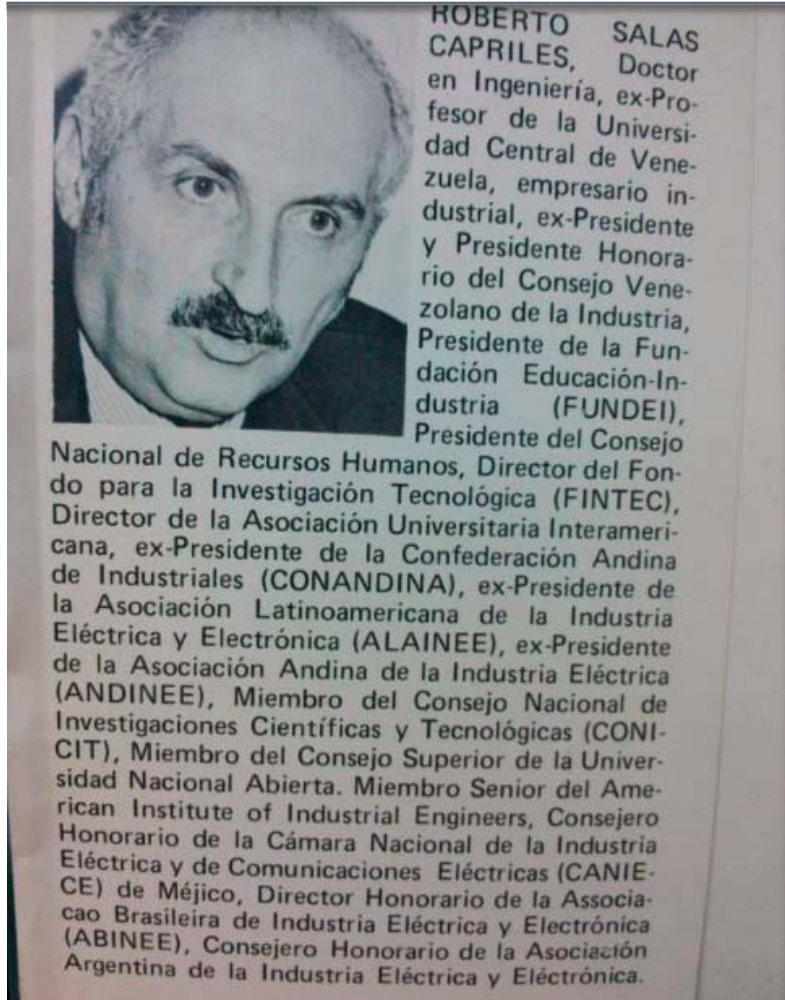 ROBERTO SALAS
CAPRILES, Doctor
en Ingeniería, ex-Pro-
fesor de la Universi-
dad Central de Vene-
zuela, empresario in-
dustrial, ex-Presidente
y Presidente Honora-
rio del Consejo Vene-
zolano de la Industria,
Presidente de la Fun-
dación Educación-In-
dustria (FUNDEI),
Presidente del Consejo
Nacional de Recursos Humanos, Director del Fon-
do para la Investigación Tecnológica (FINTEC),
Director de la Asociación Universitaria Interameri-
cana, ex-Presidente de la Confederación Andina
de Industriales (CONANDINA), ex-Presidente de
la Asociación Latinoamericana de la Industria
Eléctrica y Electrónica (ALAINEE), ex-Presidente
de la Asociación Andina de la Industria Eléctrica
(ANDINEE), Miembro del Consejo Nacional de
Investigaciones Científicas y Tecnológicas (CONI-
CIT), Miembro del Consejo Superior de la Univer-
sidad Nacional Abierta. Miembro Senior del Ame-
rican Institute of Industrial Engineers, Consejero
Honorario de la Cámara Nacional de la Industria
Eléctrica y de Comunicaciones Eléctricas (CANIE-
CE) de Méjico, Director Honorario de la Associa-
cao Brasileira de Industria Eléctrica y Electrónica
(ABINEE), Consejero Honorario de la Asociación
Argentina de la Industria Eléctrica y Eléctrónica.